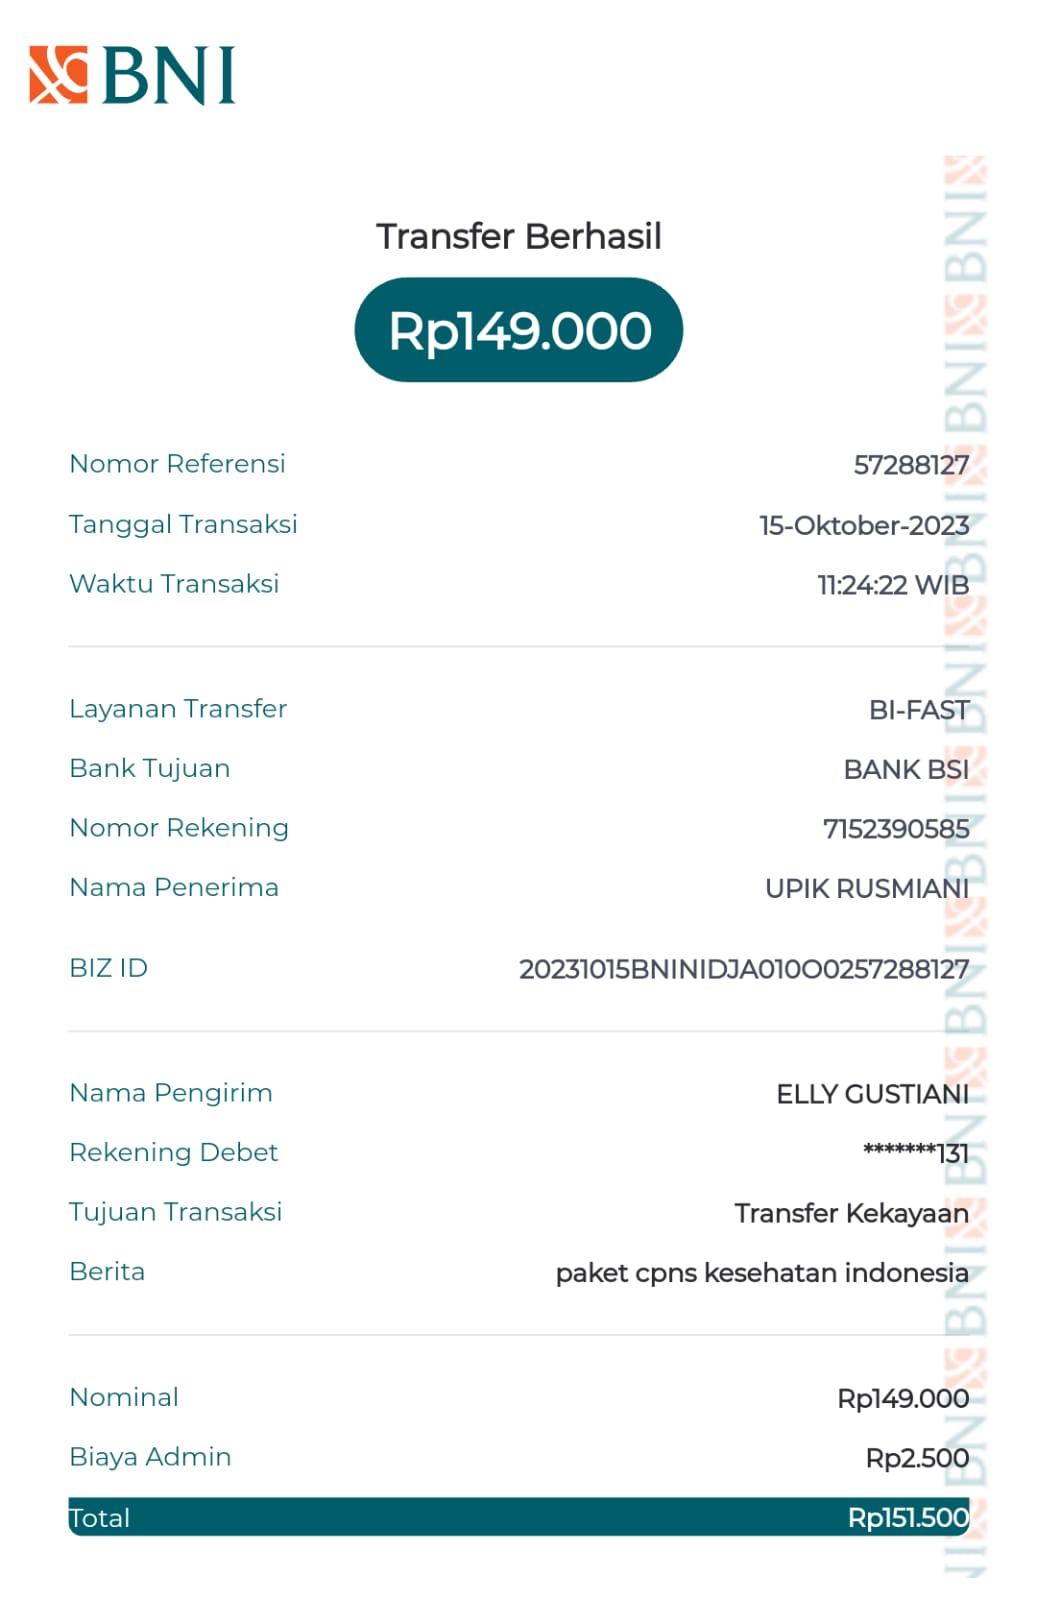 BNI
Transfer Berhasil
Rp149.000
Nomor Referensi 57288127
Tanggal Transaksi 15-Oktober-2023
Waktu Transaksi 11:24:22 WIB
Layanan Transfer BI-FAST
Bank Tujuan BANK BSI
Nomor Rekening 7152390585
Nama Penerima UPIK RUSMIANI
BIZ ID 20231015BNINIDJA010O0257288127
Nama Pengirim ELLY GUSTIANI
Rekening Debet *******131
Tujuan Transaksi Transfer Kekayaan
Berita paket cpns kesehatan indonesia
Nominal Rp149.000
Biaya Admin Rp2.500
Total Rp151.500
BNI BNI BNI BNI BNI BNI BNI BNI BNI